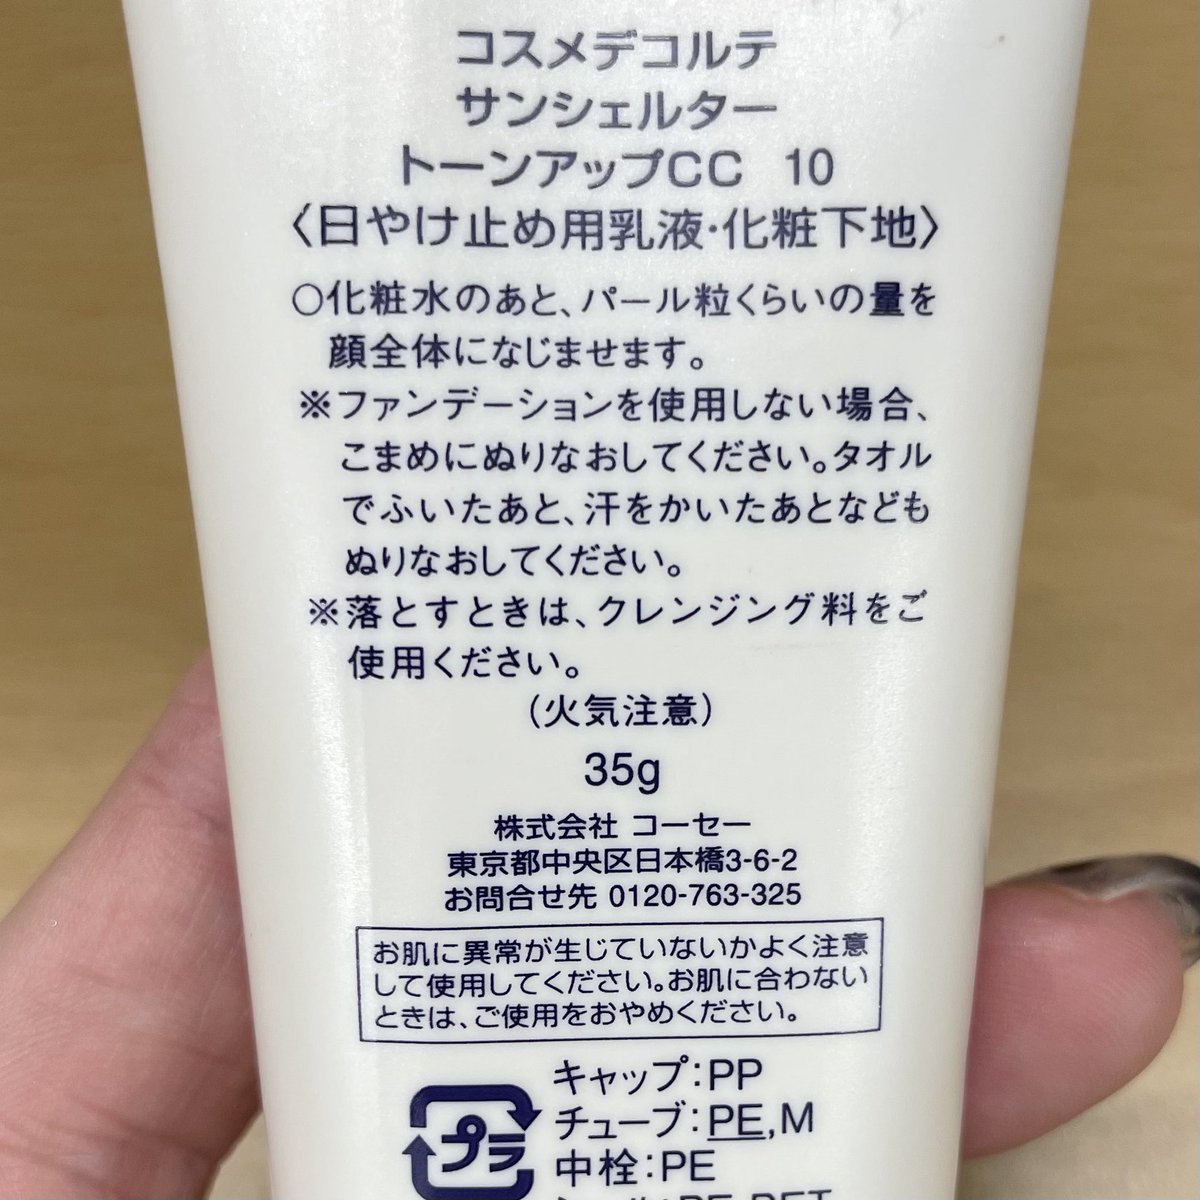 コスメデコルテ
サンシェルター
トーンアップCC 10
〈日やけ止め用乳液・化粧下地〉
○化粧水のあと、パール粒くらいの量を
顔全体になじませます。
※ファンデーションを使用しない場合、
こまめにぬりなおしてください。タオル
でふいたあと、汗をかいたあとなども
ぬりなおしてください。
※落とすときは、クレンジング料をご
使用ください。
(火気注意)
35g
株式会社 コーセー
東京都中央区日本橋3-6-2
お問合せ先 0120-763-325
お肌に異常が生じていないかよく注意
して使用してください。お肌に合わない
ときは、ご使用をおやめください。
キャップ:PP
プラ
チューブ:PE,M
中栓:PE